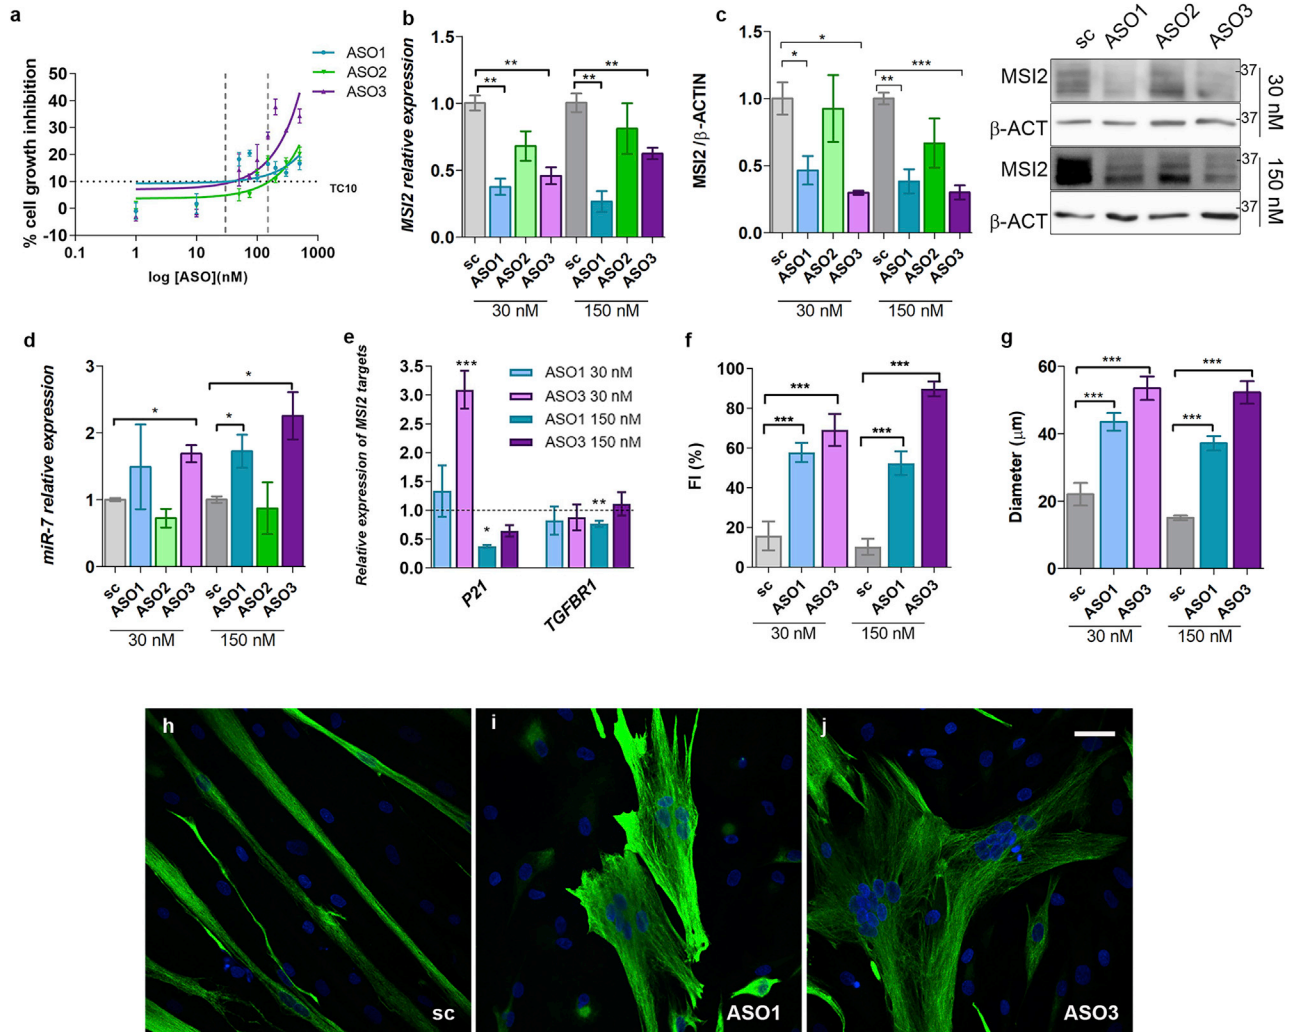 a
ASO1
ASO2
ASO3
% cell growth inhibition
50
40
30
20
10
0
-10
TC10
0.1 1 10 100 1000
log [ASO](nM)
b
MSI2 relative expression
1.5
1.0
0.5
0.0
** ** ** **
sc ASO1 ASO2 ASO3 sc ASO1 ASO2 ASO3
30 nM 150 nM
c
MSI2 /β-ACTIN
1.5
1.0
0.5
0.0
* * ** ***
sc ASO1 ASO2 ASO3 sc ASO1 ASO2 ASO3
30 nM 150 nM
sc ASO1 ASO2 ASO3
MSI2 37
β-ACT 37
30 nM
MSI2 37
β-ACT 37
150 nM
d
miR-7 relative expression
3
2
1
0
* * *
sc ASO1 ASO2 ASO3 sc ASO1 ASO2 ASO3
30 nM 150 nM
e
Relative expression of MSI2 targets
3.5
3.0
2.5
2.0
1.5
1.0
0.5
0.0
*** * **
ASO1 30 nM
ASO3 30 nM
ASO1 150 nM
ASO3 150 nM
P21 TGFBR1
f
FI (%)
100
80
60
40
20
0
*** *** *** ***
sc ASO1 ASO3 sc ASO1 ASO3
30 nM 150 nM
g
Diameter (μm)
60
40
20
0
*** *** *** ***
sc ASO1 ASO3 sc ASO1 ASO3
30 nM 150 nM
h
sc
i
ASO1
j
ASO3